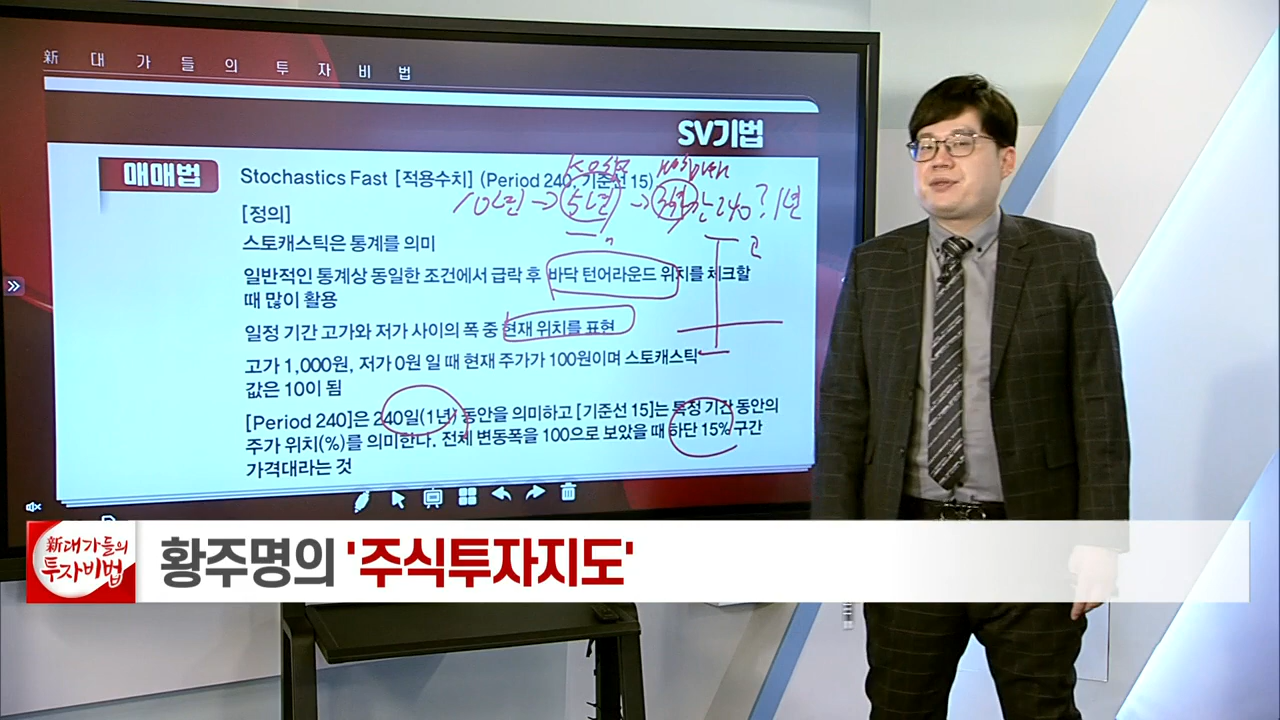 新 대가들의 투자비법
SV기법
매매법
Stochastics Fast [적용수치] (Period 240, 기준선 15)
10년 → 5년 → 3년 240? 1년
[정의]
스토캐스틱은 통계를 의미
일반적인 통계상 동일한 조건에서 급락 후 바닥 턴어라운드 위치를 체크할
때 많이 활용
일정 기간 고가와 저가 사이의 폭 중 현재 위치를 표현
고가 1,000원, 저가 0원 일 때 현재 주가가 100원이며 스토캐스틱
값은 10이 됨
[Period 240]은 240일(1년) 동안을 의미하고 [기준선 15]는 특정 기간 동안의
주가 위치(%)를 의미한다. 전체 변동폭을 100으로 보았을 때 하단 15% 구간
가격대라는 것
新대가들의
투자비법
황주명의 '주식투자지도'